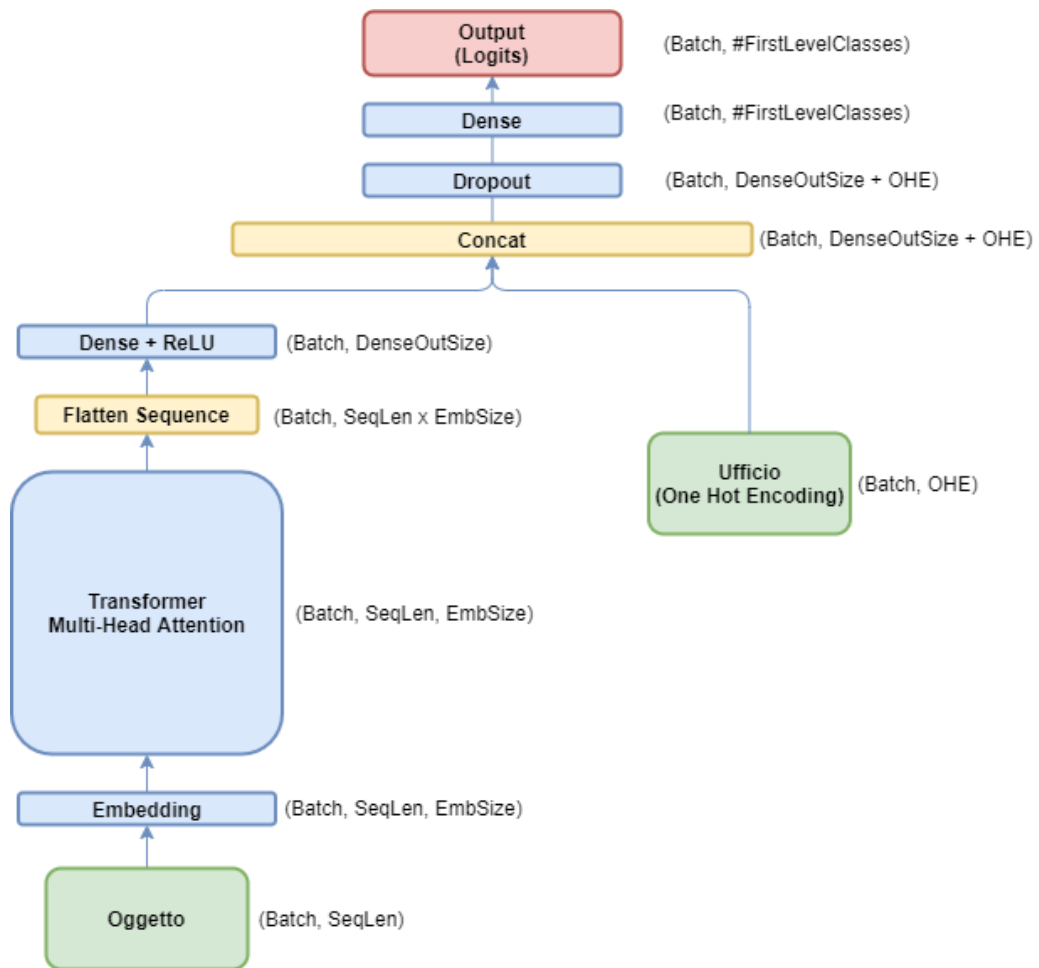 Output
(Logits)
(Batch, #FirstLevelClasses)
Dense
(Batch, #FirstLevelClasses)
Dropout
(Batch, DenseOutSize + OHE)
Concat
(Batch, DenseOutSize + OHE)
Dense + ReLU
(Batch, DenseOutSize)
Flatten Sequence
(Batch, SeqLen x EmbSize)
Ufficio
(One Hot Encoding)
(Batch, OHE)
Transformer
Multi-Head Attention
(Batch, SeqLen, EmbSize)
Embedding
(Batch, SeqLen, EmbSize)
Oggetto
(Batch, SeqLen)